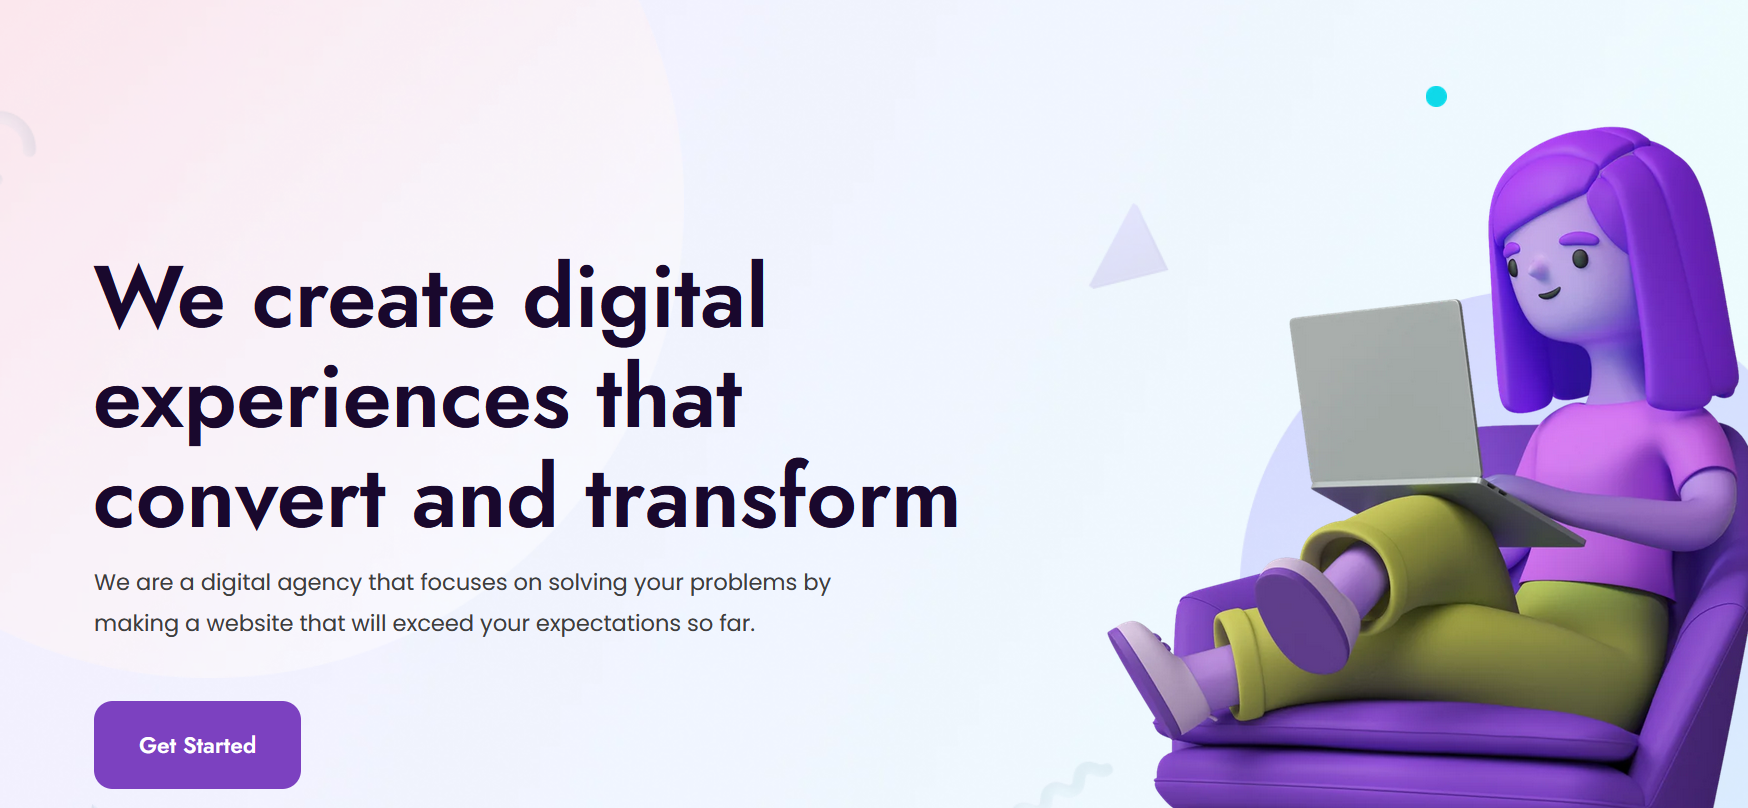 We create digital
experiences that
convert and transform
We are a digital agency that focuses on solving your problems by
making a website that will exceed your expectations so far.
Get Started